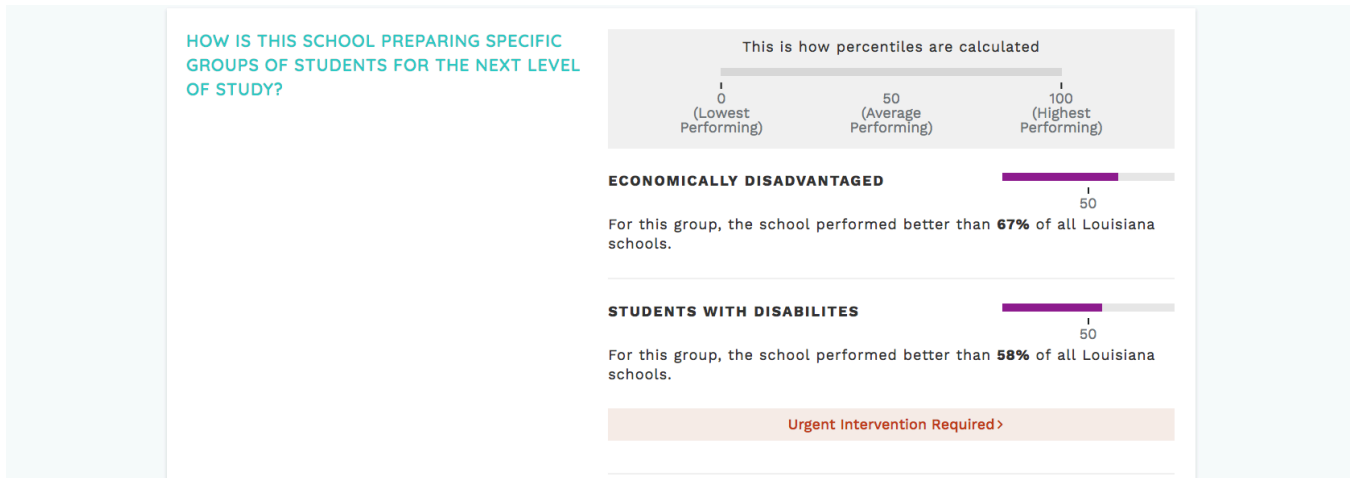 HOW IS THIS SCHOOL PREPARING SPECIFIC
GROUPS OF STUDENTS FOR THE NEXT LEVEL
OF STUDY?
This is how percentiles are calculated
0
(Lowest
Performing)
50
(Average
Performing)
100
(Highest
Performing)
ECONOMICALLY DISADVANTAGED
50
For this group, the school performed better than 67% of all Louisiana
schools.
STUDENTS WITH DISABILITES
50
For this group, the school performed better than 58% of all Louisiana
schools.
Urgent Intervention Required›